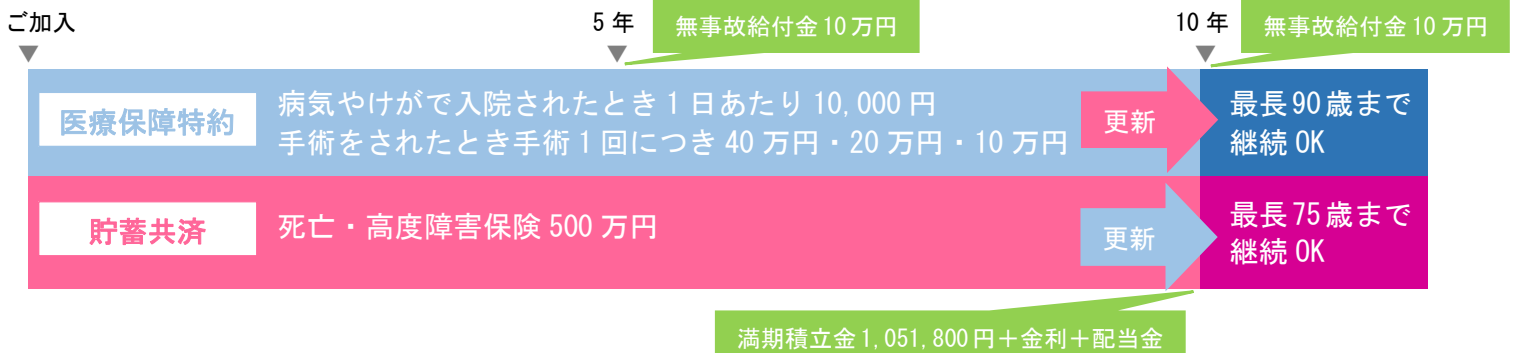 ご加入
5年
無事故給付金10万円
10年
無事故給付金10万円
医療保障特約
病気やけがで入院されたとき1日あたり10,000円
手術をされたとき手術1回につき40万円・20万円・10万円
更新
最長90歳まで
継続OK
貯蓄共済
死亡・高度障害保険500万円
更新
最長75歳まで
継続OK
満期積立金1,051,800円＋金利＋配当金